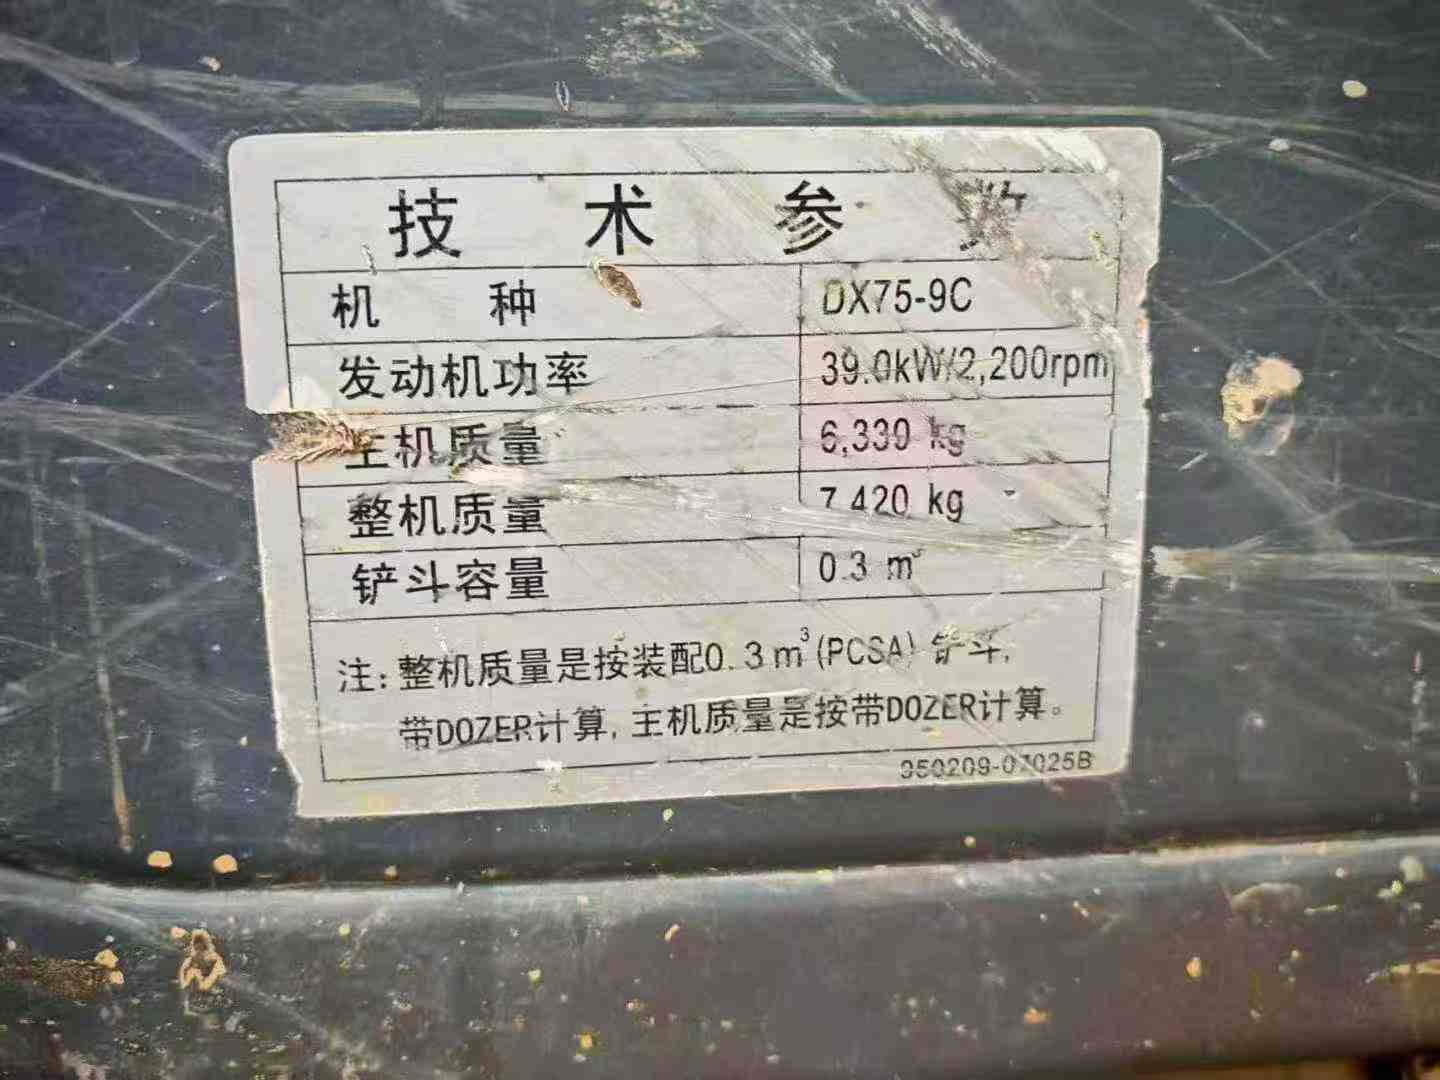 技术参数
机种 DX75-9C
发动机功率 39.0kW/2,200rpm
主机质量 6,330 kg
整机质量 7,420 kg
铲斗容量 0.3 m³
注: 整机质量是按装配0.3m³(PCSA) 铲斗,
带DOZER计算, 主机质量是按带DOZER计算。
950209-07025B